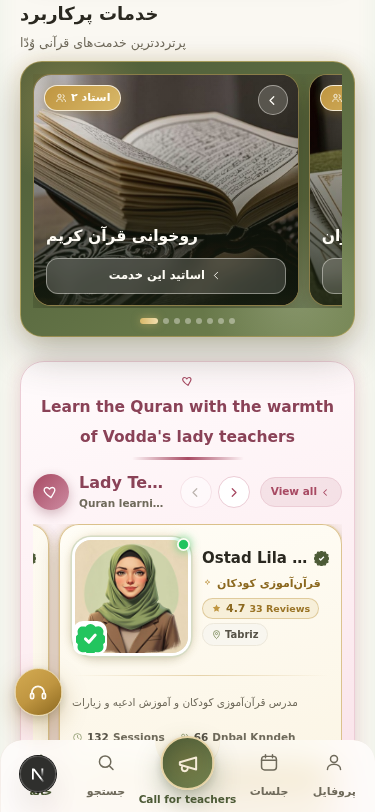 خدمات پرکاربرد
پرترددترین خدمت‌های قرآنی وُدّا
۲ استاد
روخوانی قرآن کریم
اساتید این خدمت
Learn the Quran with the warmth
of Vodda's lady teachers
Lady Te...
Quran learni...
View all
Ostad Lila ...
قرآن‌آموزی کودکان
4.7 33 Reviews
Tabriz
مدرس قرآن‌آموزی کودکان و آموزش ادعیه و زیارات
132 Sessions
66 Dnbal Knndeh
خانه
جستجو
Call for teachers
جلسات
پروفایل